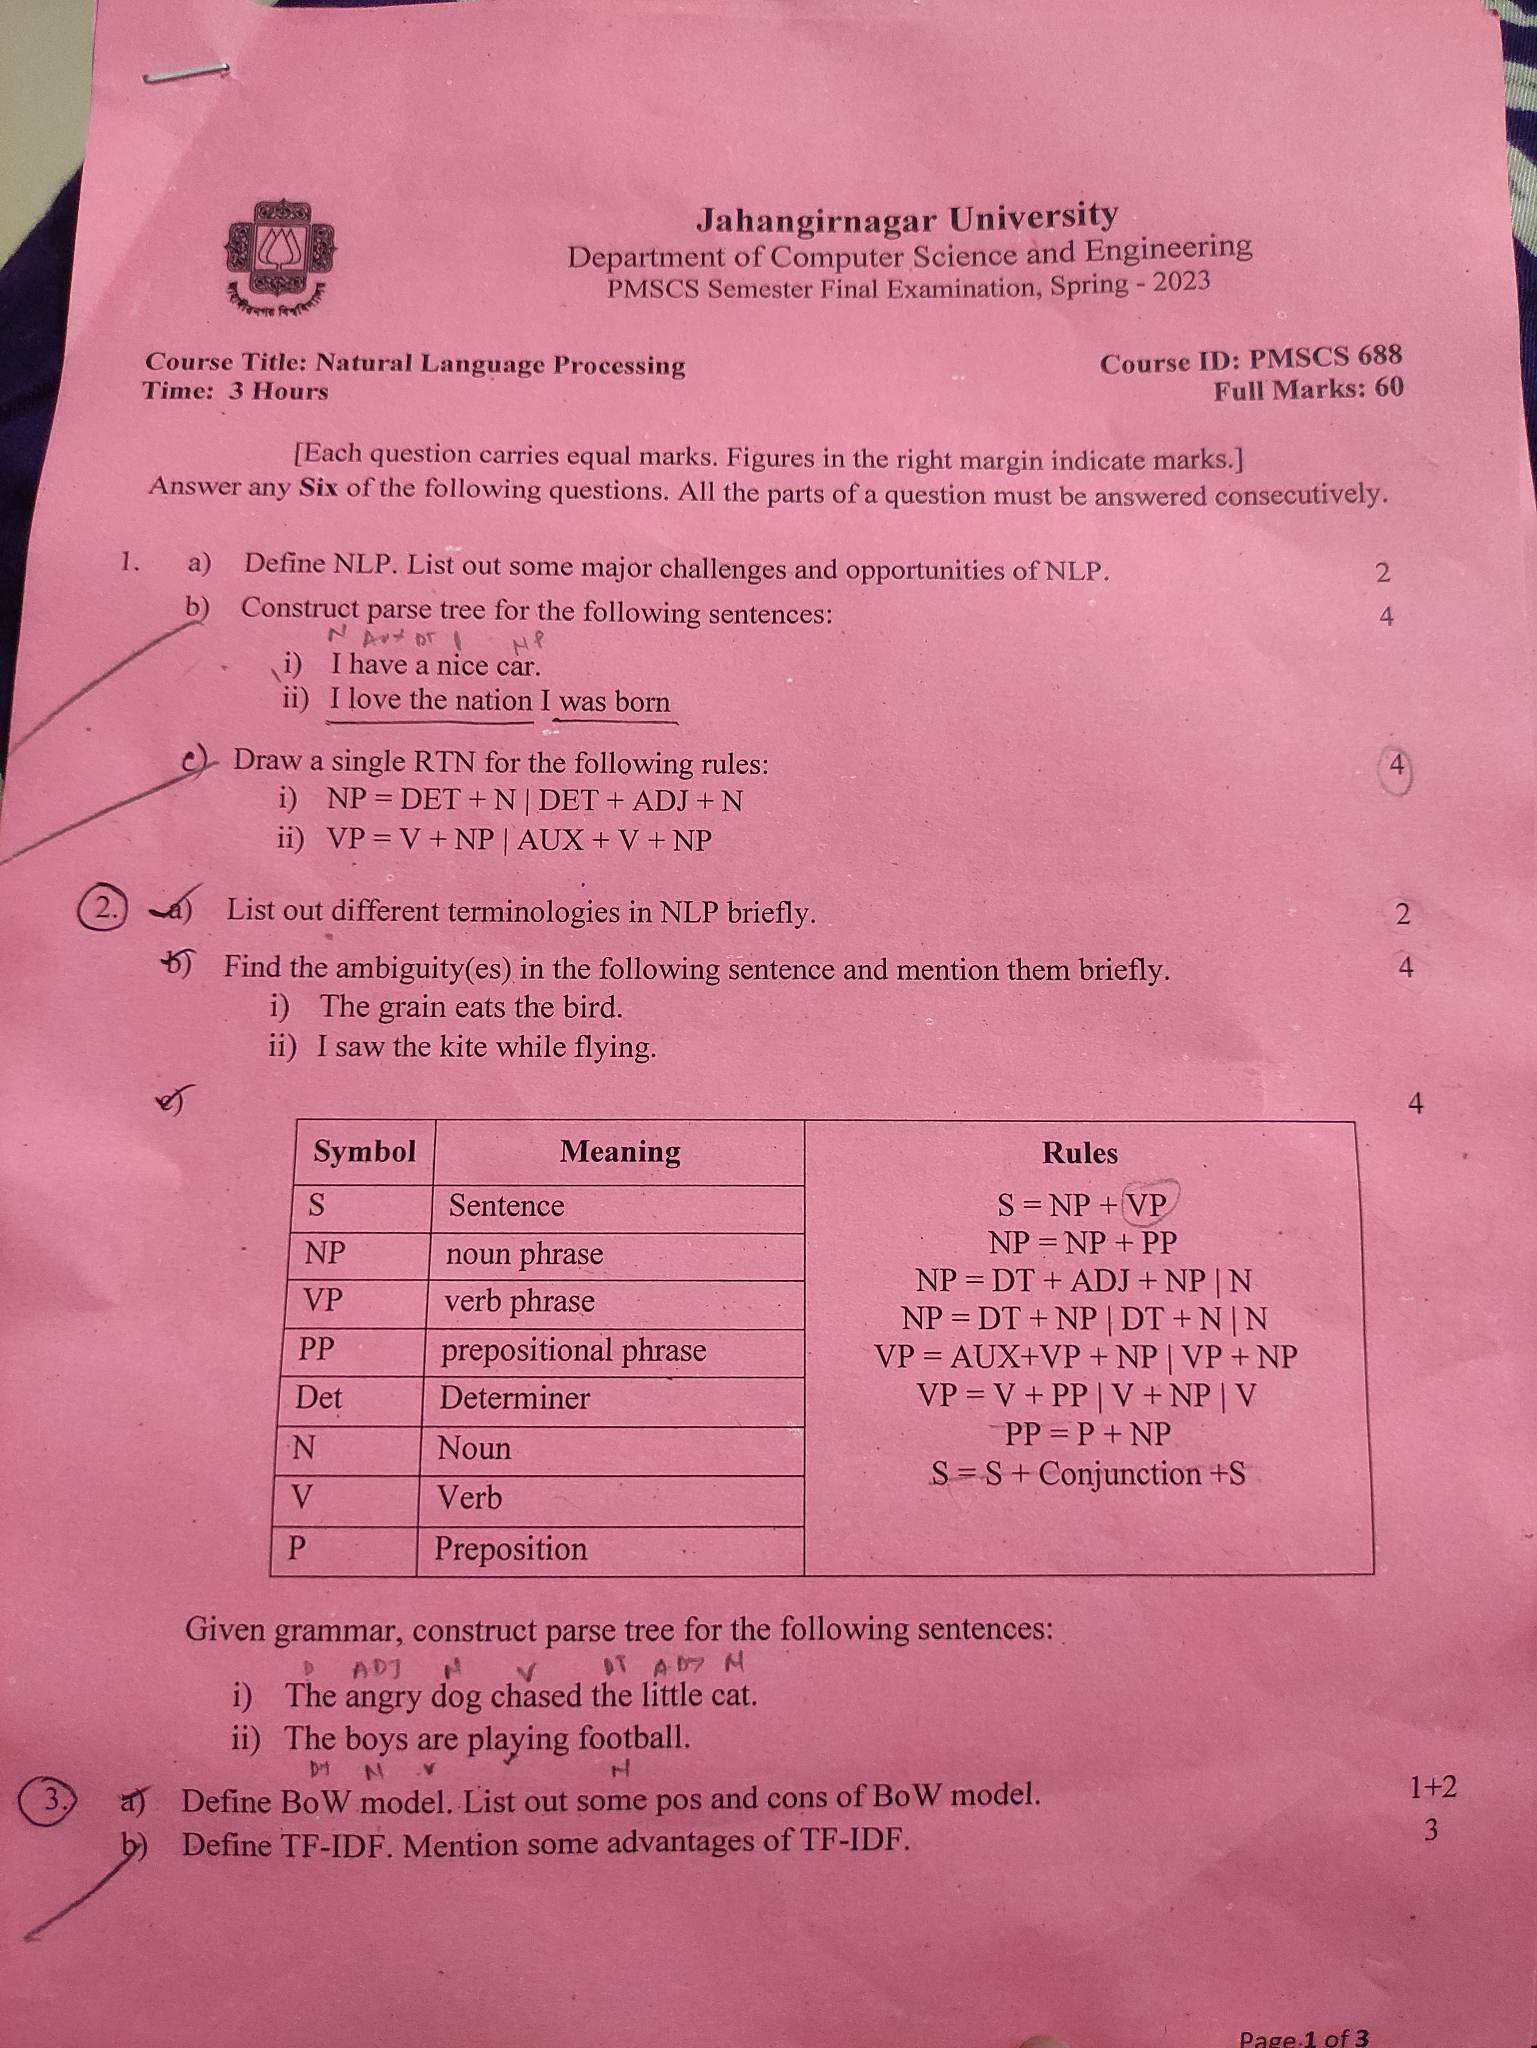 Jahangirnagar University
Department of Computer Science and Engineering
PMSCS Semester Final Examination, Spring - 2023
Course Title: Natural Language Processing
Course ID: PMSCS 688
Time: 3 Hours
Full Marks: 60
[Each question carries equal marks. Figures in the right margin indicate marks.]
Answer any Six of the following questions. All the parts of a question must be answered consecutively.
1. a) Define NLP. List out some major challenges and opportunities of NLP. 2
b) Construct parse tree for the following sentences: 4
N AUX DT NP
i) I have a nice car.
ii) I love the nation I was born
c) Draw a single RTN for the following rules: 4
i) NP = DET + N | DET + ADJ + N
ii) VP = V + NP | AUX + V + NP
2. a) List out different terminologies in NLP briefly. 2
b) Find the ambiguity(es) in the following sentence and mention them briefly. 4
i) The grain eats the bird.
ii) I saw the kite while flying.
c) 4
Symbol Meaning Rules
S Sentence S = NP + VP
NP noun phrase NP = NP + PP
VP verb phrase NP = DT + ADJ + NP | N
NP = DT + NP | DT + N | N
PP prepositional phrase VP = AUX+VP + NP | VP + NP
Det Determiner VP = V + PP | V + NP | V
N Noun PP = P + NP
V Verb S = S + Conjunction +S
P Preposition
Given grammar, construct parse tree for the following sentences:
D ADJ N V DT ADJ N
i) The angry dog chased the little cat.
ii) The boys are playing football.
DT N V N
3. a) Define BoW model. List out some pos and cons of BoW model. 1+2
b) Define TF-IDF. Mention some advantages of TF-IDF. 3
Page 1 of 3